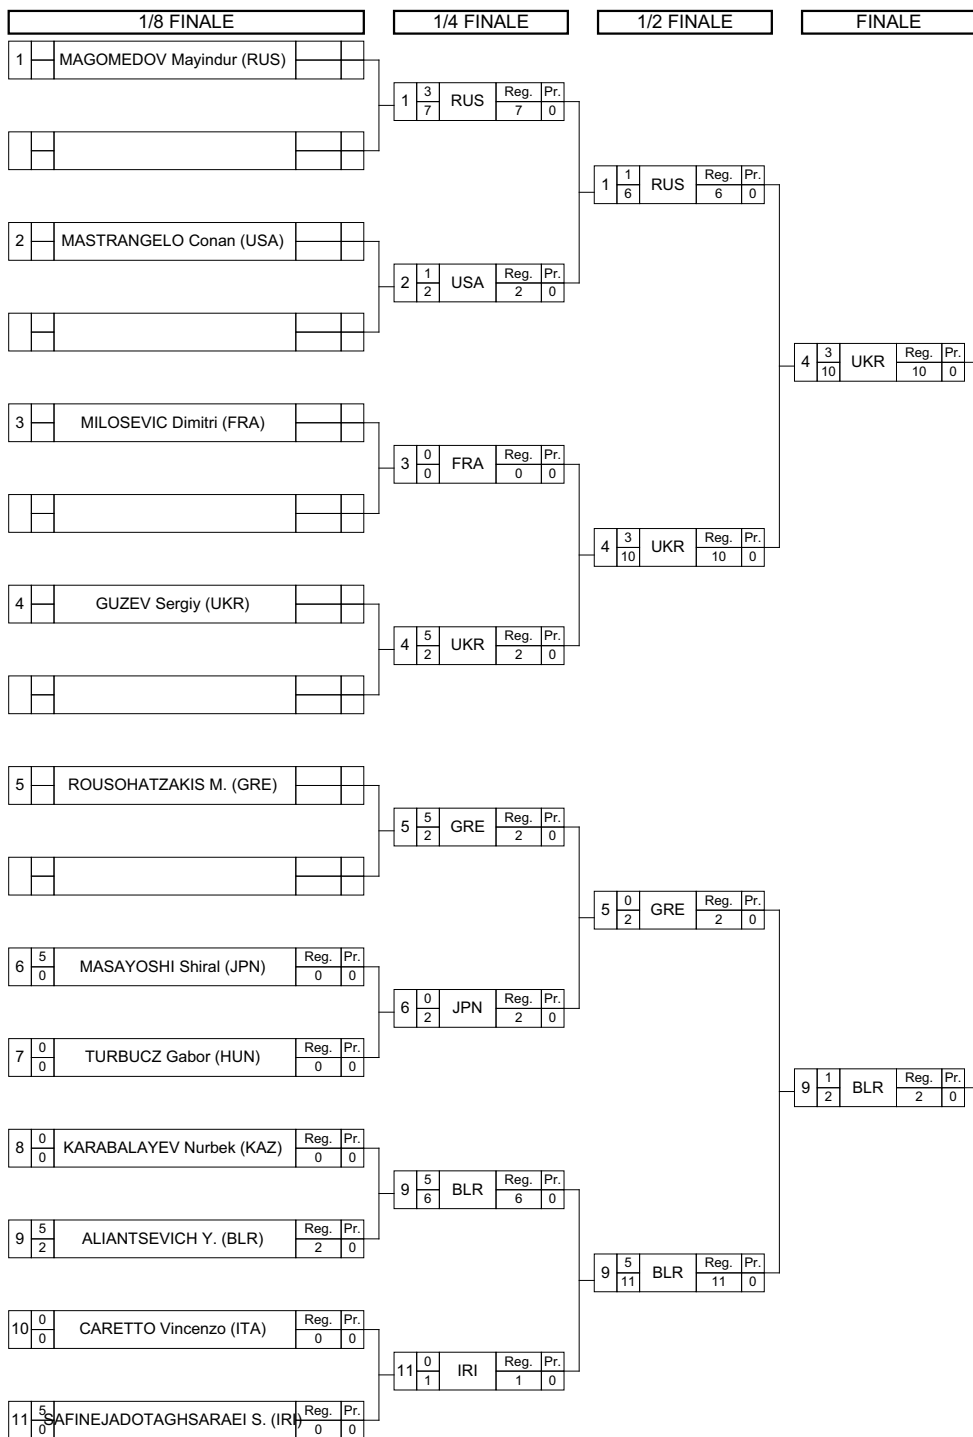 1/8 FINALE 1/4 FINALE 1/2 FINALE FINALE
1 MAGOMEDOV Mayindur (RUS)
1 3 7 RUS Reg. 7 Pr. 0
1 1 6 RUS Reg. 6 Pr. 0
2 MASTRANGELO Conan (USA)
2 1 2 USA Reg. 2 Pr. 0
4 3 10 UKR Reg. 10 Pr. 0
3 MILOSEVIC Dimitri (FRA)
3 0 0 FRA Reg. 0 Pr. 0
4 3 10 UKR Reg. 10 Pr. 0
4 GUZEV Sergiy (UKR)
4 5 2 UKR Reg. 2 Pr. 0
5 ROUSOHATZAKIS M. (GRE)
5 5 2 GRE Reg. 2 Pr. 0
5 0 2 GRE Reg. 2 Pr. 0
6 5 0 MASAYOSHI Shiral (JPN) Reg. 0 Pr. 0
6 0 2 JPN Reg. 2 Pr. 0
7 0 0 TURBUCZ Gabor (HUN) Reg. 0 Pr. 0
9 1 2 BLR Reg. 2 Pr. 0
8 0 0 KARABALAYEV Nurbek (KAZ) Reg. 0 Pr. 0
9 5 6 BLR Reg. 6 Pr. 0
9 5 2 ALIANTSEVICH Y. (BLR) Reg. 2 Pr. 0
9 5 11 BLR Reg. 11 Pr. 0
10 0 0 CARETTO Vincenzo (ITA) Reg. 0 Pr. 0
11 0 1 IRI Reg. 1 Pr. 0
11 5 0 SAFINEJADOTAGHSARAEI S. (IRI) Reg. 0 Pr. 0